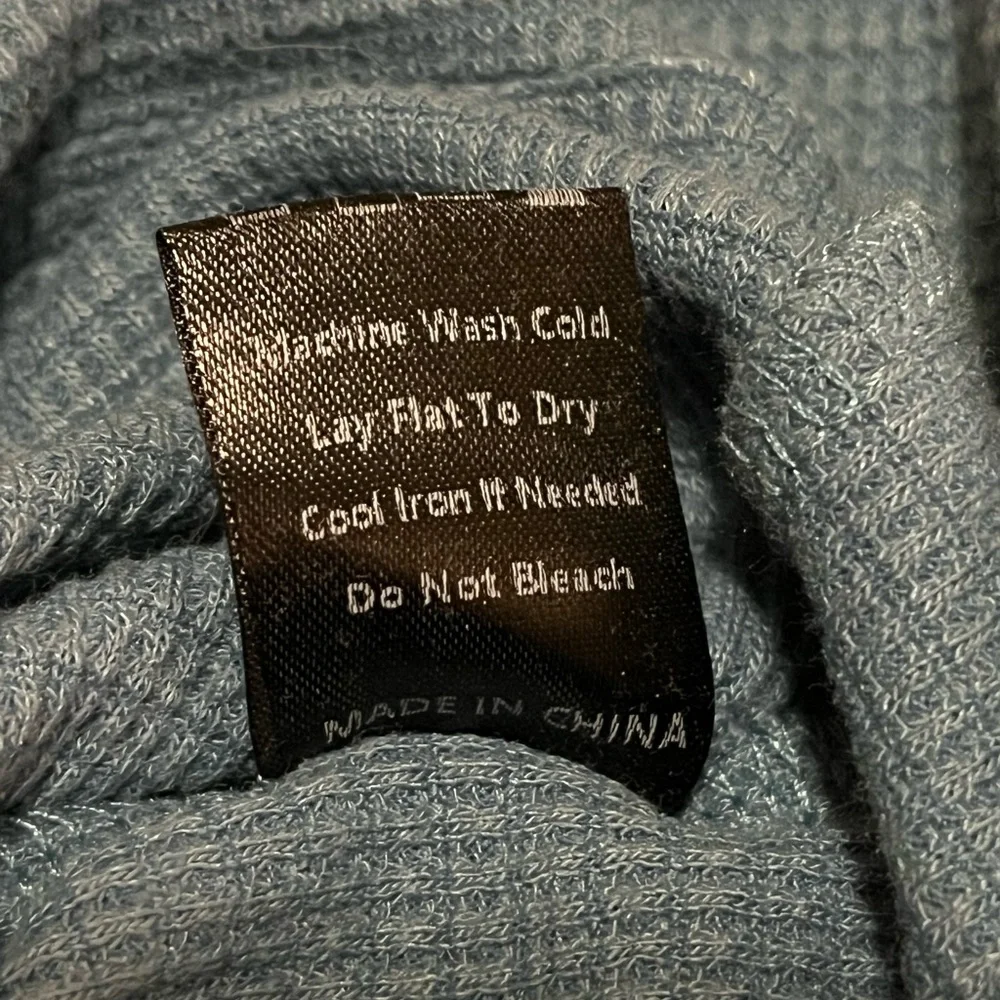 Machine Wash Cold
Lay Flat To Dry
Cool Iron If Needed
Do Not Bleach
MADE IN CHINA